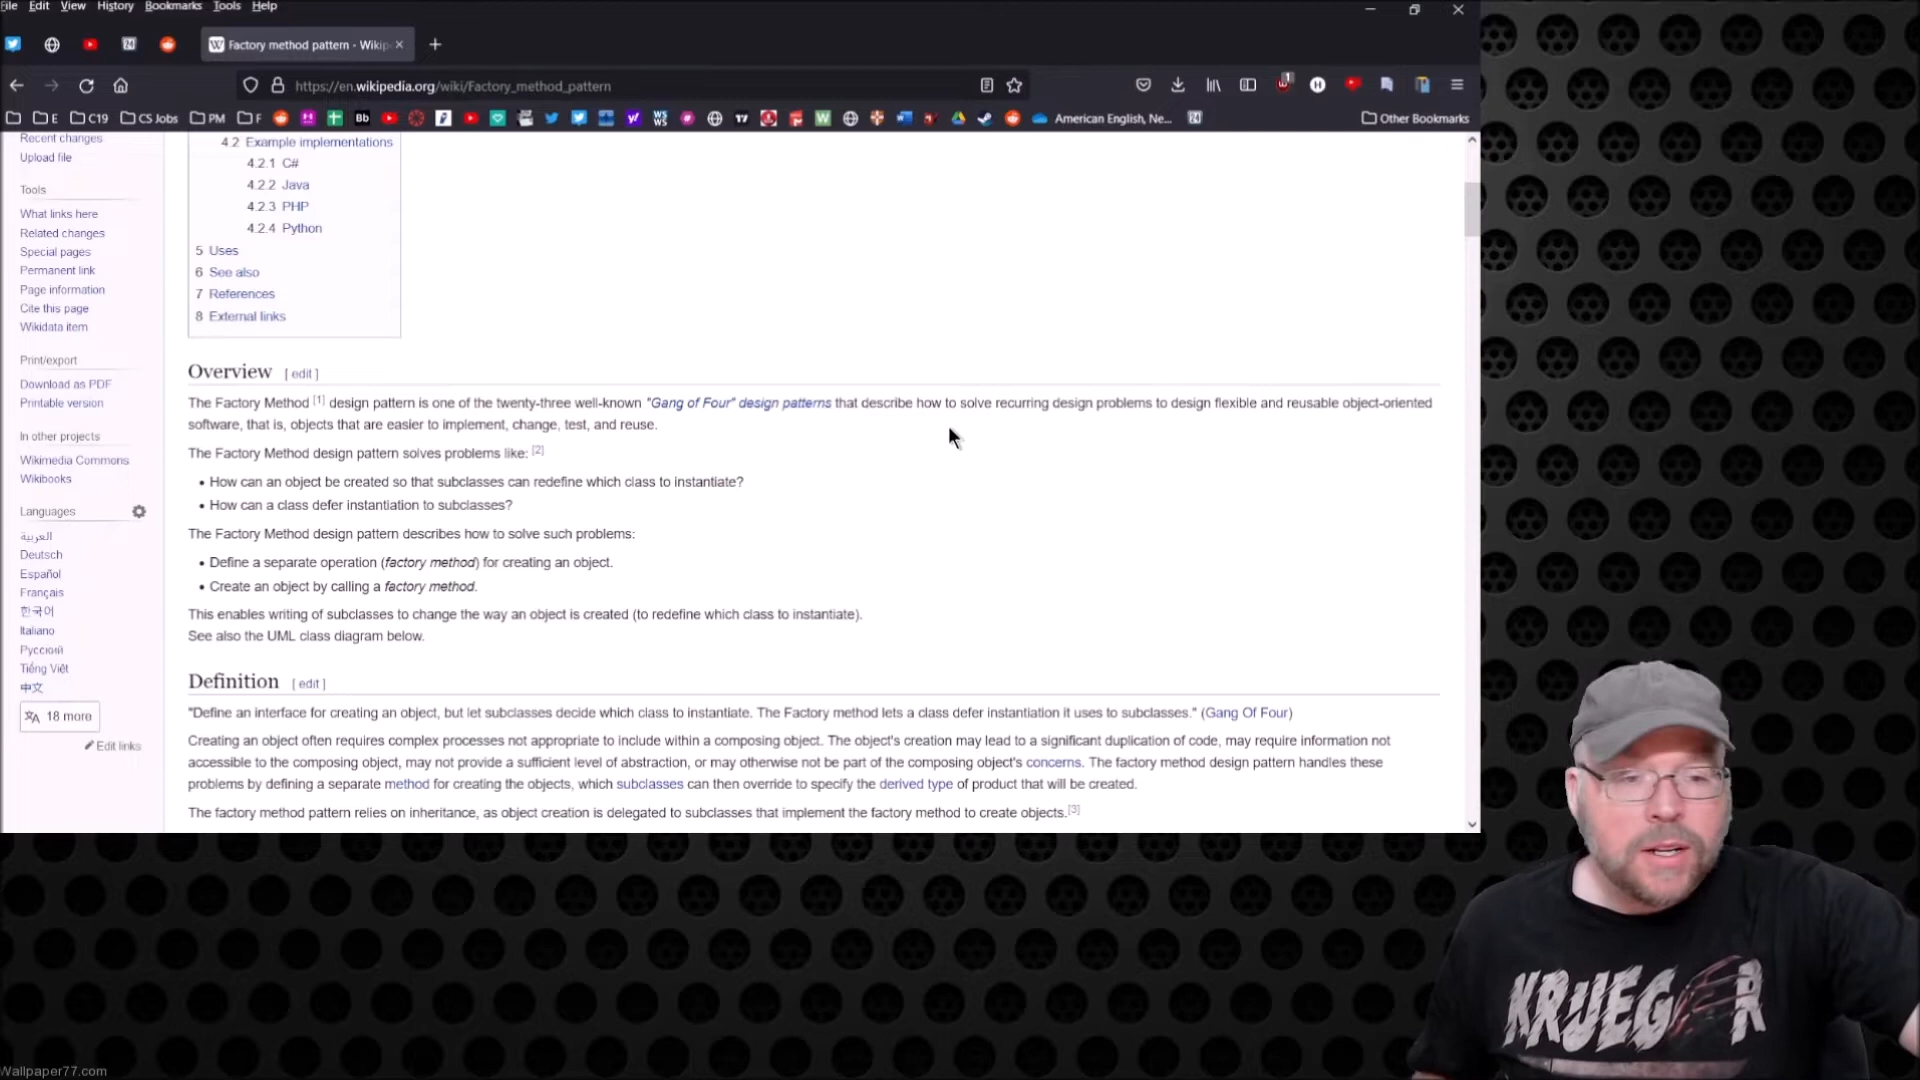 File Edit View History Bookmarks Tools Help
Factory method pattern - Wikip
https://en.wikipedia.org/wiki/Factory_method_pattern
E C19 CS Jobs PM F Bb American English, Ne... Other Bookmarks
Recent changes
Upload file
Tools
What links here
Related changes
Special pages
Permanent link
Page information
Cite this page
Wikidata item
Print/export
Download as PDF
Printable version
In other projects
Wikimedia Commons
Wikibooks
Languages
العربية
Deutsch
Español
Français
한국어
Italiano
Русский
Tiếng Việt
中文
18 more
Edit links
4.2 Example implementations
4.2.1 C#
4.2.2 Java
4.2.3 PHP
4.2.4 Python
5 Uses
6 See also
7 References
8 External links
Overview [ edit ]
The Factory Method [1] design pattern is one of the twenty-three well-known "Gang of Four" design patterns that describe how to solve recurring design problems to design flexible and reusable object-oriented
software, that is, objects that are easier to implement, change, test, and reuse.
The Factory Method design pattern solves problems like: [2]
• How can an object be created so that subclasses can redefine which class to instantiate?
• How can a class defer instantiation to subclasses?
The Factory Method design pattern describes how to solve such problems:
• Define a separate operation (factory method) for creating an object.
• Create an object by calling a factory method.
This enables writing of subclasses to change the way an object is created (to redefine which class to instantiate).
See also the UML class diagram below.
Definition [ edit ]
"Define an interface for creating an object, but let subclasses decide which class to instantiate. The Factory method lets a class defer instantiation it uses to subclasses." (Gang Of Four)
Creating an object often requires complex processes not appropriate to include within a composing object. The object's creation may lead to a significant duplication of code, may require information not
accessible to the composing object, may not provide a sufficient level of abstraction, or may otherwise not be part of the composing object's concerns. The factory method design pattern handles these
problems by defining a separate method for creating the objects, which subclasses can then override to specify the derived type of product that will be created.
The factory method pattern relies on inheritance, as object creation is delegated to subclasses that implement the factory method to create objects.[3]
KRUEGER
Wallpaper77.com